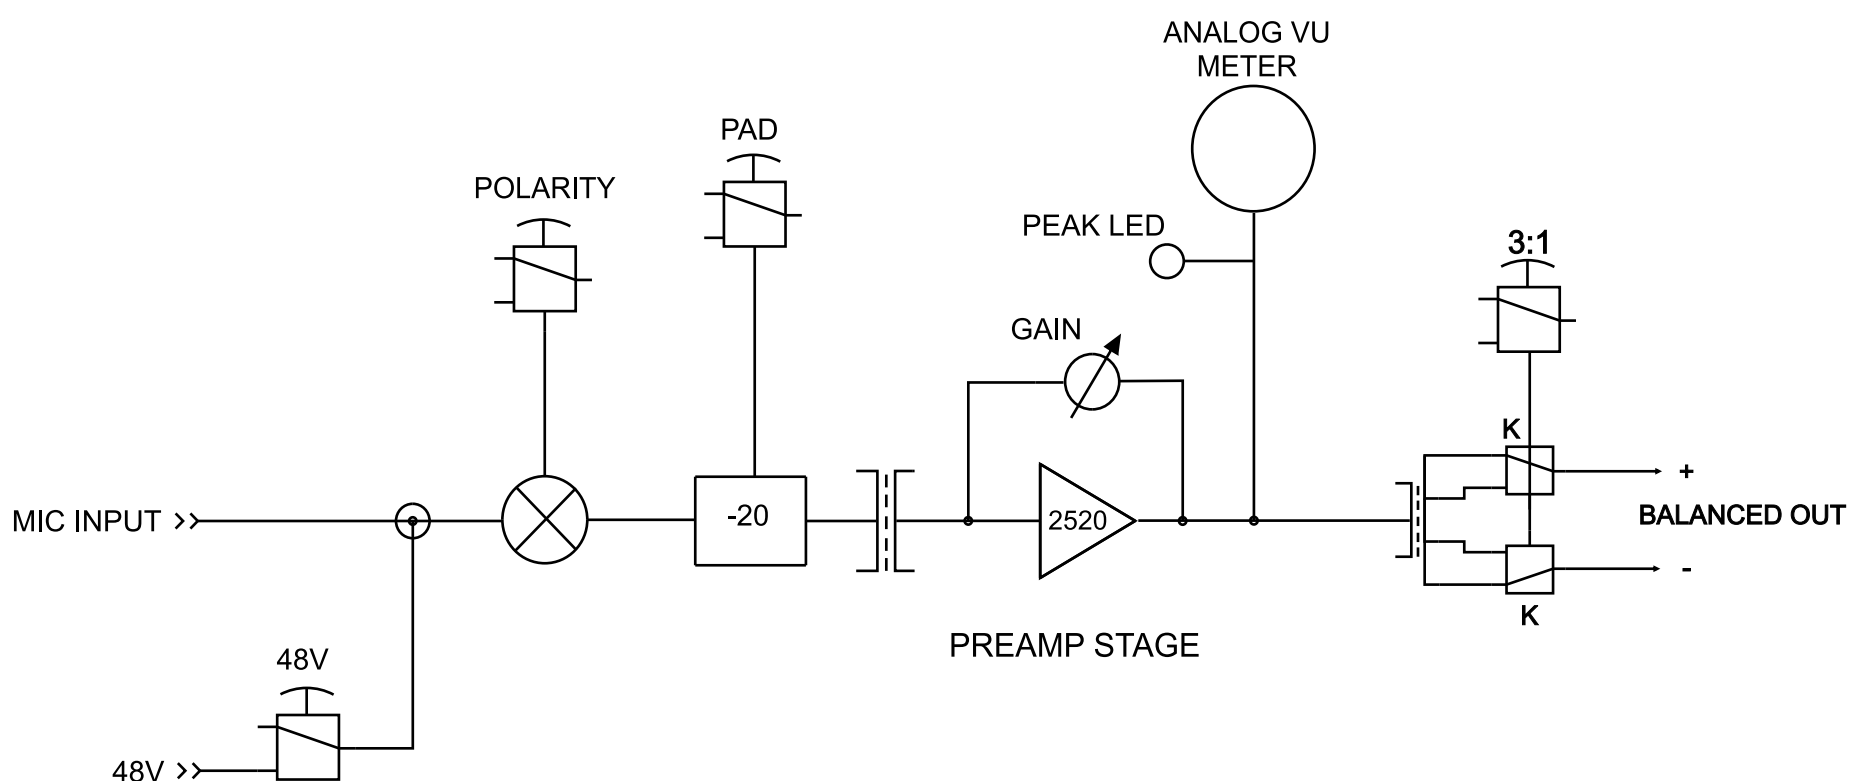 ANALOG VU
METER
PAD
POLARITY
PEAK LED
3:1
GAIN
K
+
MIC INPUT
-20
2520
BALANCED OUT
-
K
PREAMP STAGE
48V
48V